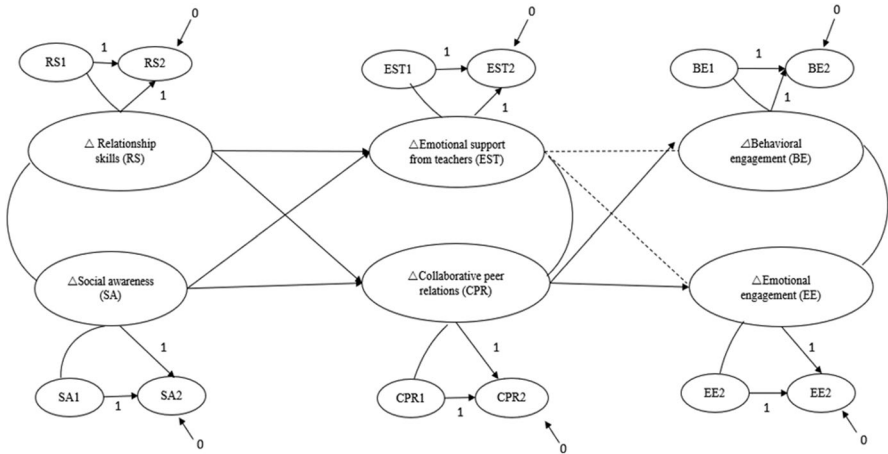 0
0
0
RS1
1
RS2
1
EST1
1
EST2
1
BE1
1
BE2
1
△ Relationship
skills (RS)
△Emotional support
from teachers (EST)
⊿Behavioral
engagement (BE)
△Social awareness
(SA)
△Collaborative peer
relations (CPR)
△Emotional
engagement (EE)
1
1
1
SA1
1
SA2
CPR1
1
CPR2
EE2
1
EE2
0
0
0